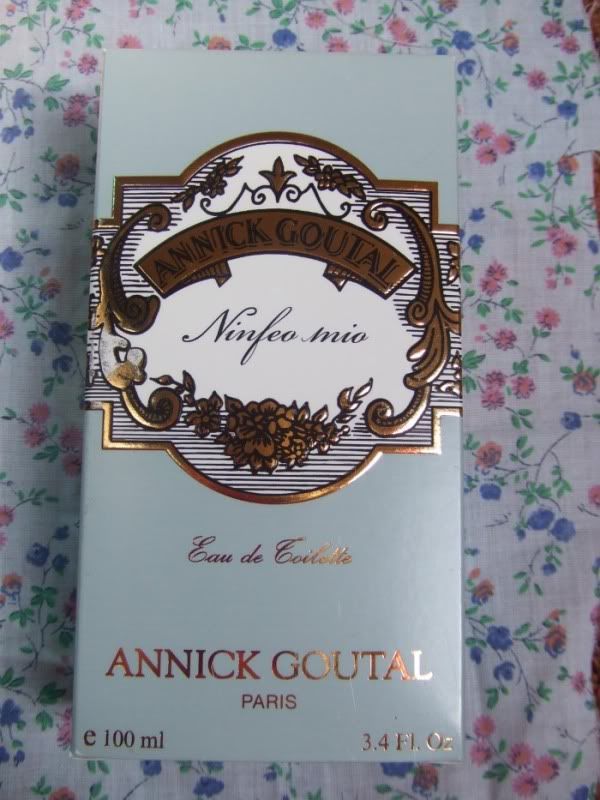 ANNICK GOUTAL
Ninfeo mio
Eau de Toilette
ANNICK GOUTAL
PARIS
e 100 ml 3.4 Fl. Oz